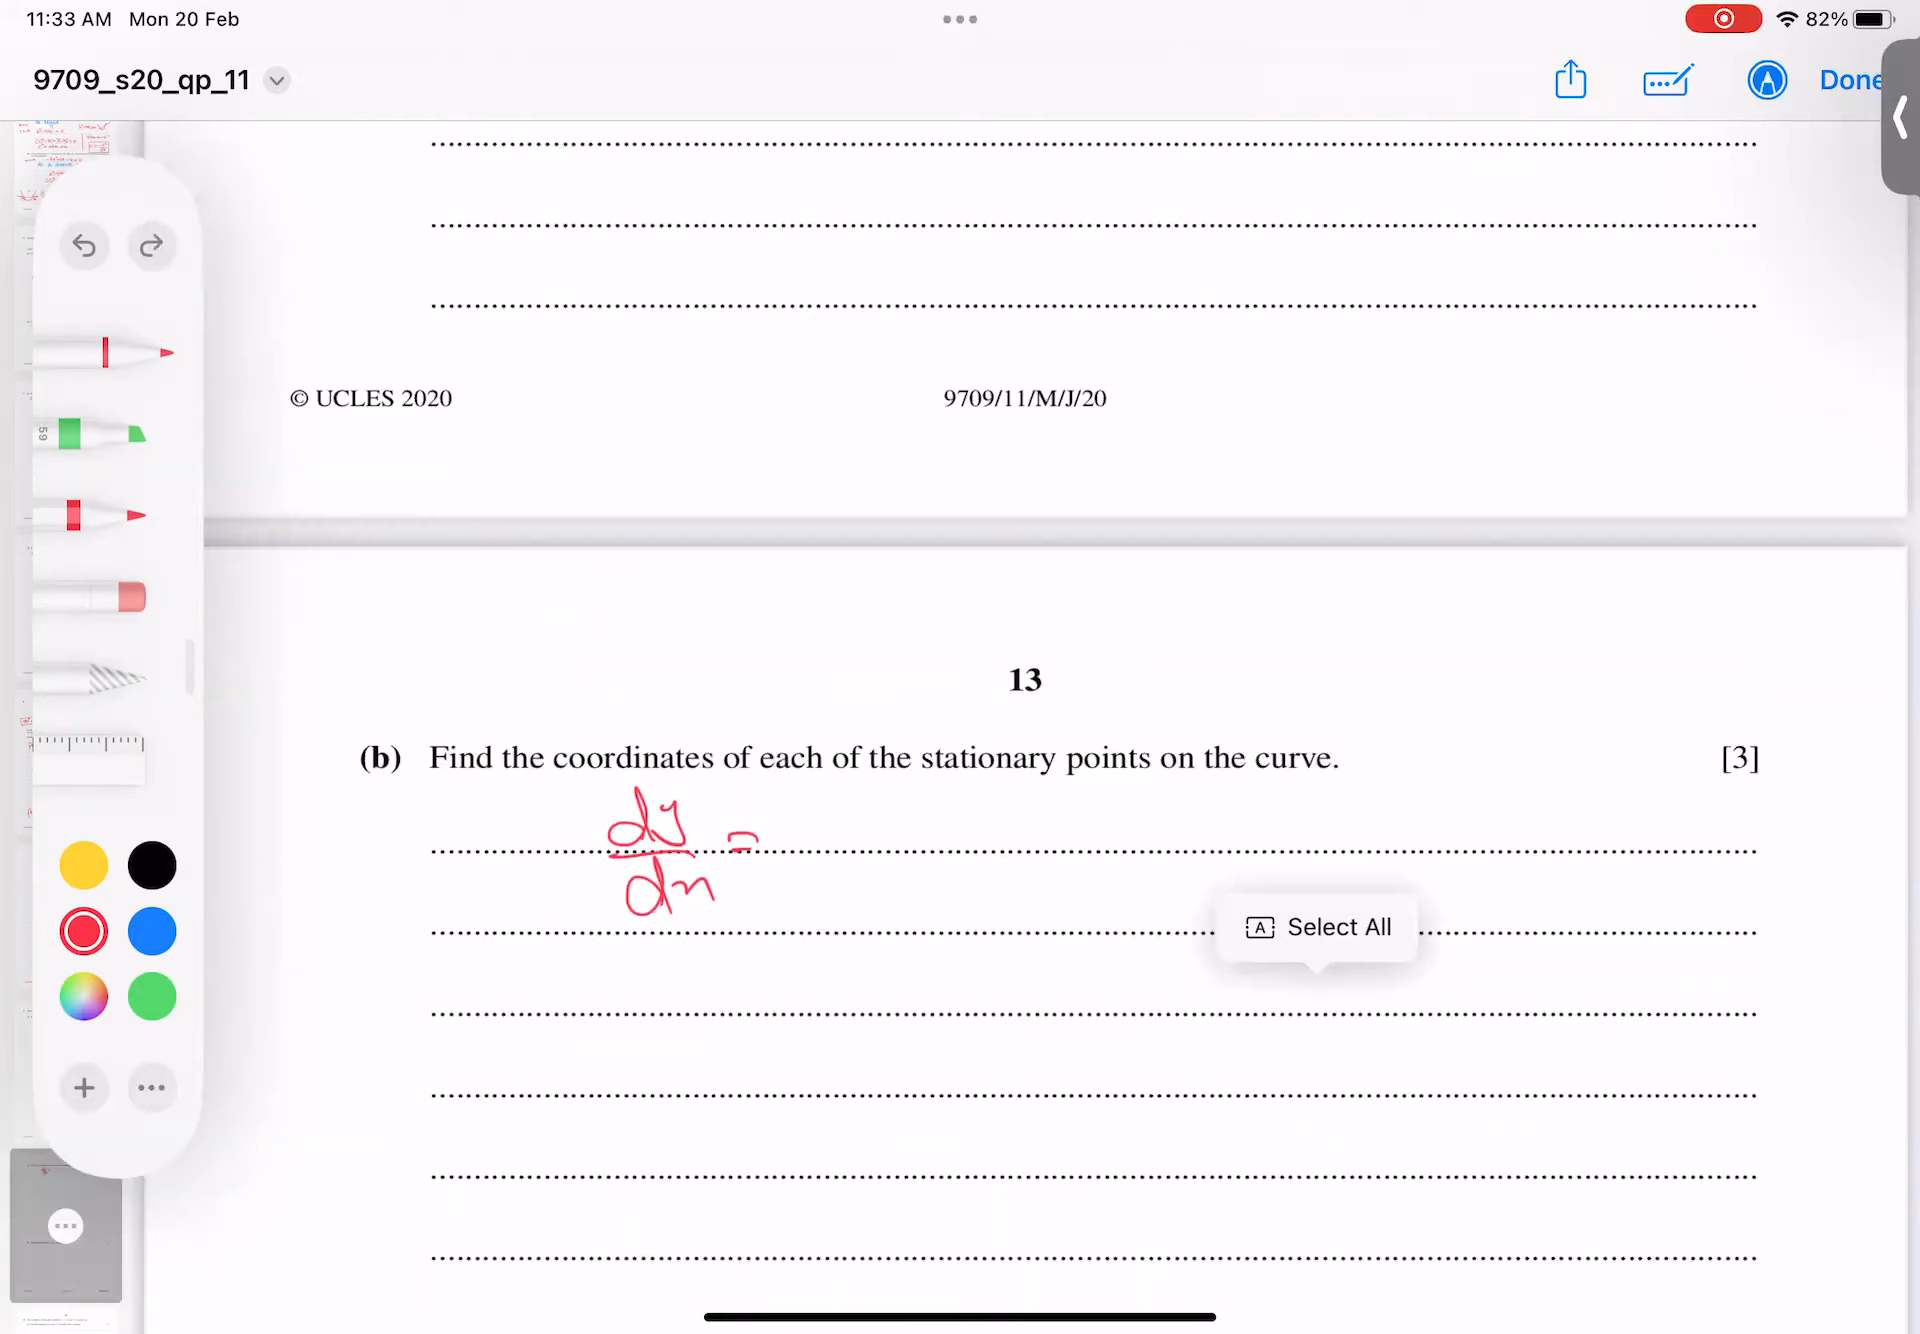 11:33 AM Mon 20 Feb
82%
9709_s20_qp_11
Done
59
© UCLES 2020
9709/11/M/J/20
13
(b) Find the coordinates of each of the stationary points on the curve. [3]
dy
=
dx
A Select All